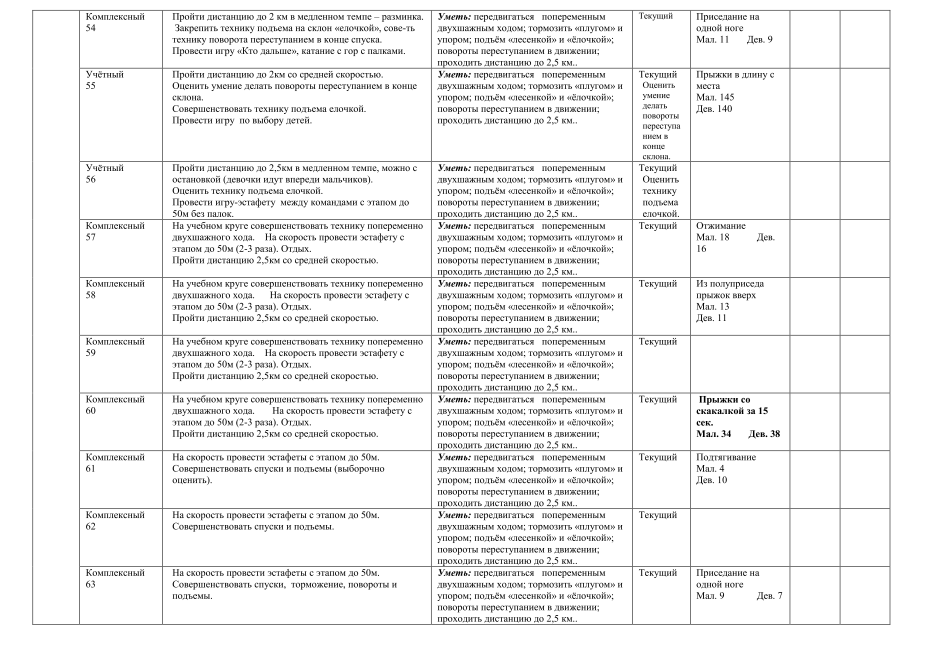 Комплексный
54
Пройти дистанцию до 2 км в медленном темпе – разминка.
Закрепить технику подъема на склон «елочкой», сове-ть
технику поворота переступанием в конце спуска.
Провести игру «Кто дальше», катание с гор с палками.
Уметь: передвигаться попеременным
двухшажным ходом; тормозить «плугом» и
упором; подъём «лесенкой» и «ёлочкой»;
повороты переступанием в движении;
проходить дистанцию до 2,5 км..
Текущий
Приседание на
одной ноге
Мал. 11 Дев. 9
Учётный
55
Пройти дистанцию до 2км со средней скоростью.
Оценить умение делать повороты переступанием в конце
склона.
Совершенствовать технику подъема елочкой.
Провести игру по выбору детей.
Уметь: передвигаться попеременным
двухшажным ходом; тормозить «плугом» и
упором; подъём «лесенкой» и «ёлочкой»;
повороты переступанием в движении;
проходить дистанцию до 2,5 км..
Текущий
Оценить
умение
делать
повороты
переступа
нием в
конце
склона.
Прыжки в длину с
места
Мал. 145
Дев. 140
Учётный
56
Пройти дистанцию до 2,5км в медленном темпе, можно с
остановкой (девочки идут впереди мальчиков).
Оценить технику подъема елочкой.
Провести игру-эстафету между командами с этапом до
50м без палок.
Уметь: передвигаться попеременным
двухшажным ходом; тормозить «плугом» и
упором; подъём «лесенкой» и «ёлочкой»;
повороты переступанием в движении;
проходить дистанцию до 2,5 км..
Текущий
Оценить
технику
подъема
елочкой.
Комплексный
57
На учебном круге совершенствовать технику попеременно
двухшажного хода. На скорость провести эстафету с
этапом до 50м (2-3 раза). Отдых.
Пройти дистанцию 2,5км со средней скоростью.
Уметь: передвигаться попеременным
двухшажным ходом; тормозить «плугом» и
упором; подъём «лесенкой» и «ёлочкой»;
повороты переступанием в движении;
проходить дистанцию до 2,5 км..
Текущий
Отжимание
Мал. 18 Дев.
16
Комплексный
58
На учебном круге совершенствовать технику попеременно
двухшажного хода. На скорость провести эстафету с
этапом до 50м (2-3 раза). Отдых.
Пройти дистанцию 2,5км со средней скоростью.
Уметь: передвигаться попеременным
двухшажным ходом; тормозить «плугом» и
упором; подъём «лесенкой» и «ёлочкой»;
повороты переступанием в движении;
проходить дистанцию до 2,5 км..
Текущий
Из полуприседа
прыжок вверх
Мал. 13
Дев. 11
Комплексный
59
На учебном круге совершенствовать технику попеременно
двухшажного хода. На скорость провести эстафету с
этапом до 50м (2-3 раза). Отдых.
Пройти дистанцию 2,5км со средней скоростью.
Уметь: передвигаться попеременным
двухшажным ходом; тормозить «плугом» и
упором; подъём «лесенкой» и «ёлочкой»;
повороты переступанием в движении;
проходить дистанцию до 2,5 км..
Текущий
Комплексный
60
На учебном круге совершенствовать технику попеременно
двухшажного хода. На скорость провести эстафету с
этапом до 50м (2-3 раза). Отдых.
Пройти дистанцию 2,5км со средней скоростью.
Уметь: передвигаться попеременным
двухшажным ходом; тормозить «плугом» и
упором; подъём «лесенкой» и «ёлочкой»;
повороты переступанием в движении;
проходить дистанцию до 2,5 км..
Текущий
Прыжки со
скакалкой за 15
сек.
Мал. 34 Дев. 38
Комплексный
61
На скорость провести эстафеты с этапом до 50м.
Совершенствовать спуски и подъемы (выборочно
оценить).
Уметь: передвигаться попеременным
двухшажным ходом; тормозить «плугом» и
упором; подъём «лесенкой» и «ёлочкой»;
повороты переступанием в движении;
проходить дистанцию до 2,5 км..
Текущий
Подтягивание
Мал. 4
Дев. 10
Комплексный
62
На скорость провести эстафеты с этапом до 50м.
Совершенствовать спуски и подъемы.
Уметь: передвигаться попеременным
двухшажным ходом; тормозить «плугом» и
упором; подъём «лесенкой» и «ёлочкой»;
повороты переступанием в движении;
проходить дистанцию до 2,5 км..
Текущий
Комплексный
63
На скорость провести эстафеты с этапом до 50м.
Совершенствовать спуски, торможение, повороты и
подъемы.
Уметь: передвигаться попеременным
двухшажным ходом; тормозить «плугом» и
упором; подъём «лесенкой» и «ёлочкой»;
повороты переступанием в движении;
проходить дистанцию до 2,5 км..
Текущий
Приседание на
одной ноге
Мал. 9 Дев. 7